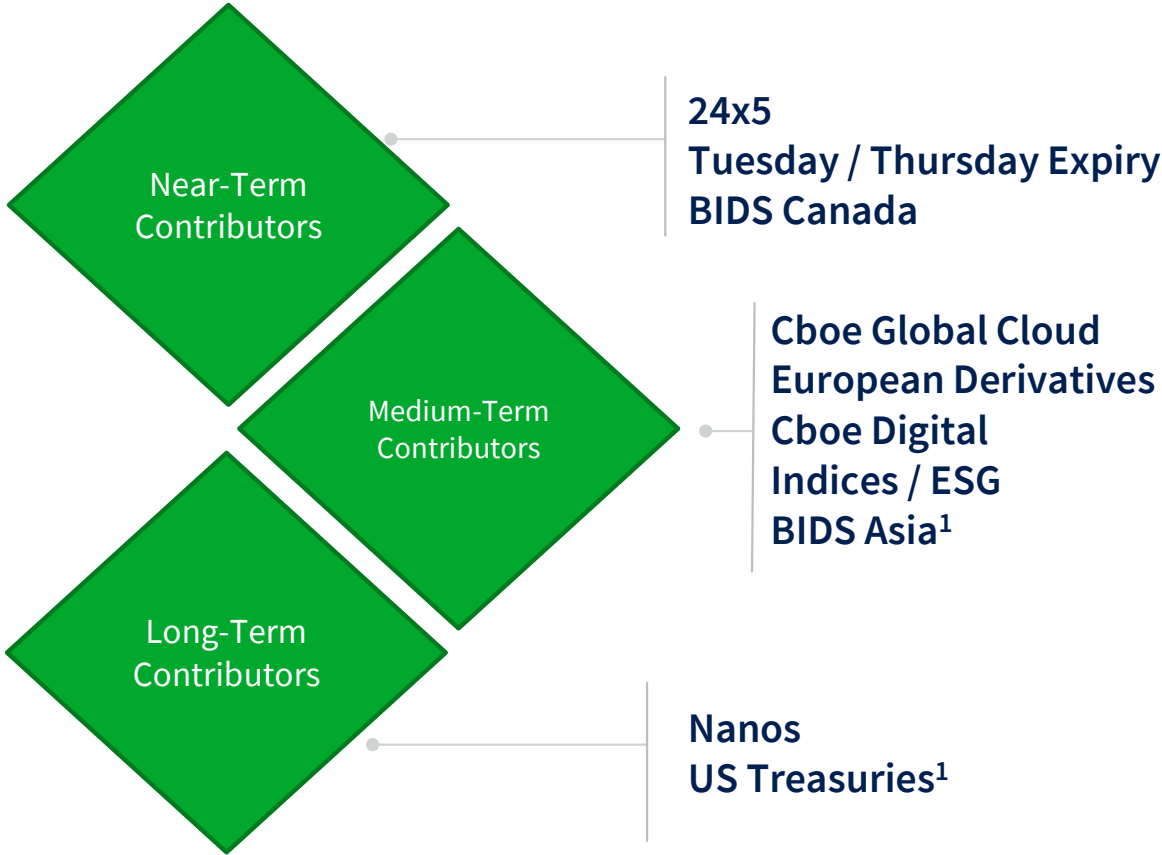 Near-Term
Contributors
24x5
Tuesday / Thursday Expiry
BIDS Canada
Medium-Term
Contributors
Cboe Global Cloud
European Derivatives
Cboe Digital
Indices / ESG
BIDS Asia¹
Long-Term
Contributors
Nanos
US Treasuries¹